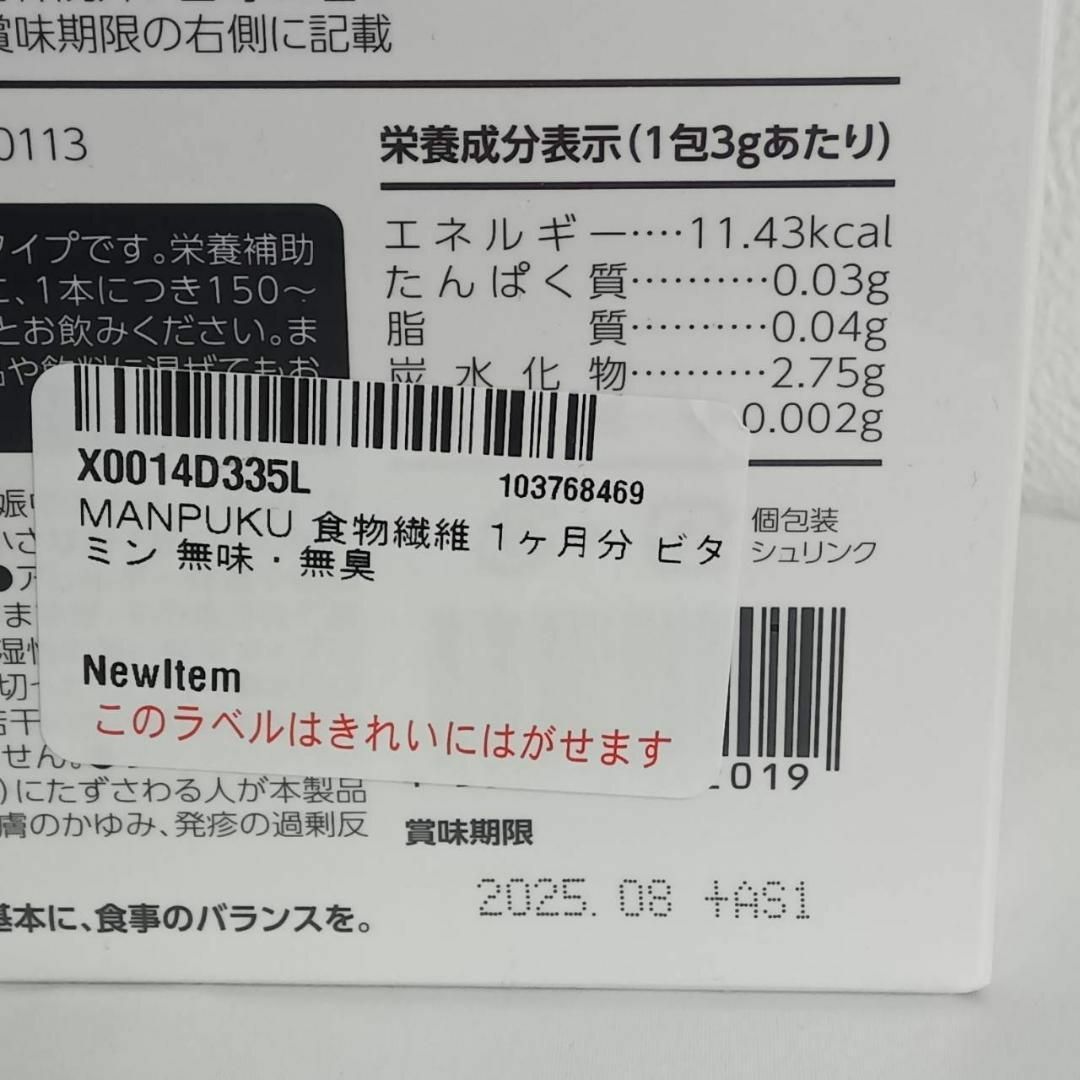 賞味期限の右側に記載
0113
栄養成分表示(1包3gあたり)
エネルギー····11.43kcal
たんぱく質··········0.03g
脂質··········0.04g
炭水化物··········2.75g
0.002g
タイプです。栄養補助
、1本につき150〜
とお飲みください。ま
X0014D335L
103768469
MANPUKU 食物繊維 1ヶ月分 ビタ
ミン 無味・無臭
NewItem
このラベルはきれいにはがせます
個包装
シュリンク
019
せん。
)にたずさわる人が本製品
膚のかゆみ、発疹の過剰反
賞味期限
2025.08 +AS1
基本に、食事のバランスを。